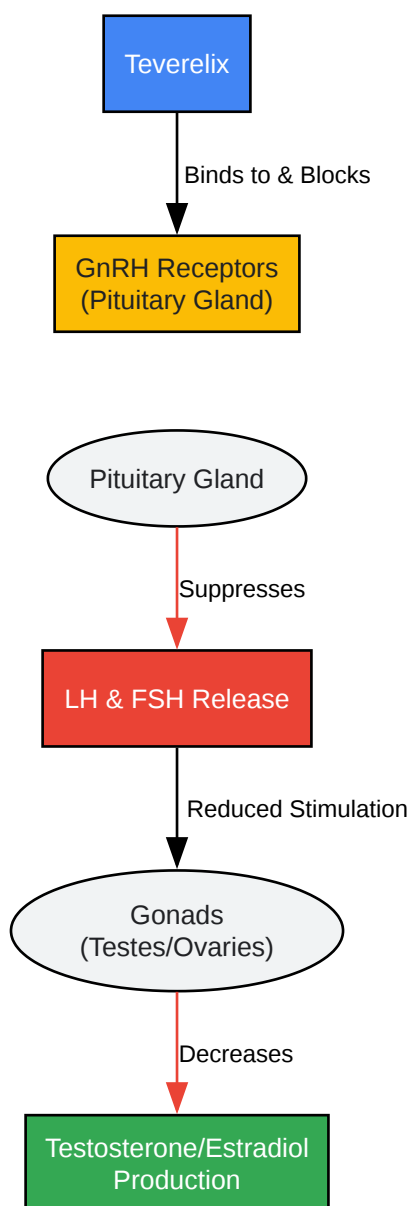 Teverelix
Binds to & Blocks
GnRH Receptors
(Pituitary Gland)
Pituitary Gland
Suppresses
LH & FSH Release
Reduced Stimulation
Gonads
(Testes/Ovaries)
Decreases
Testosterone/Estradiol
Production